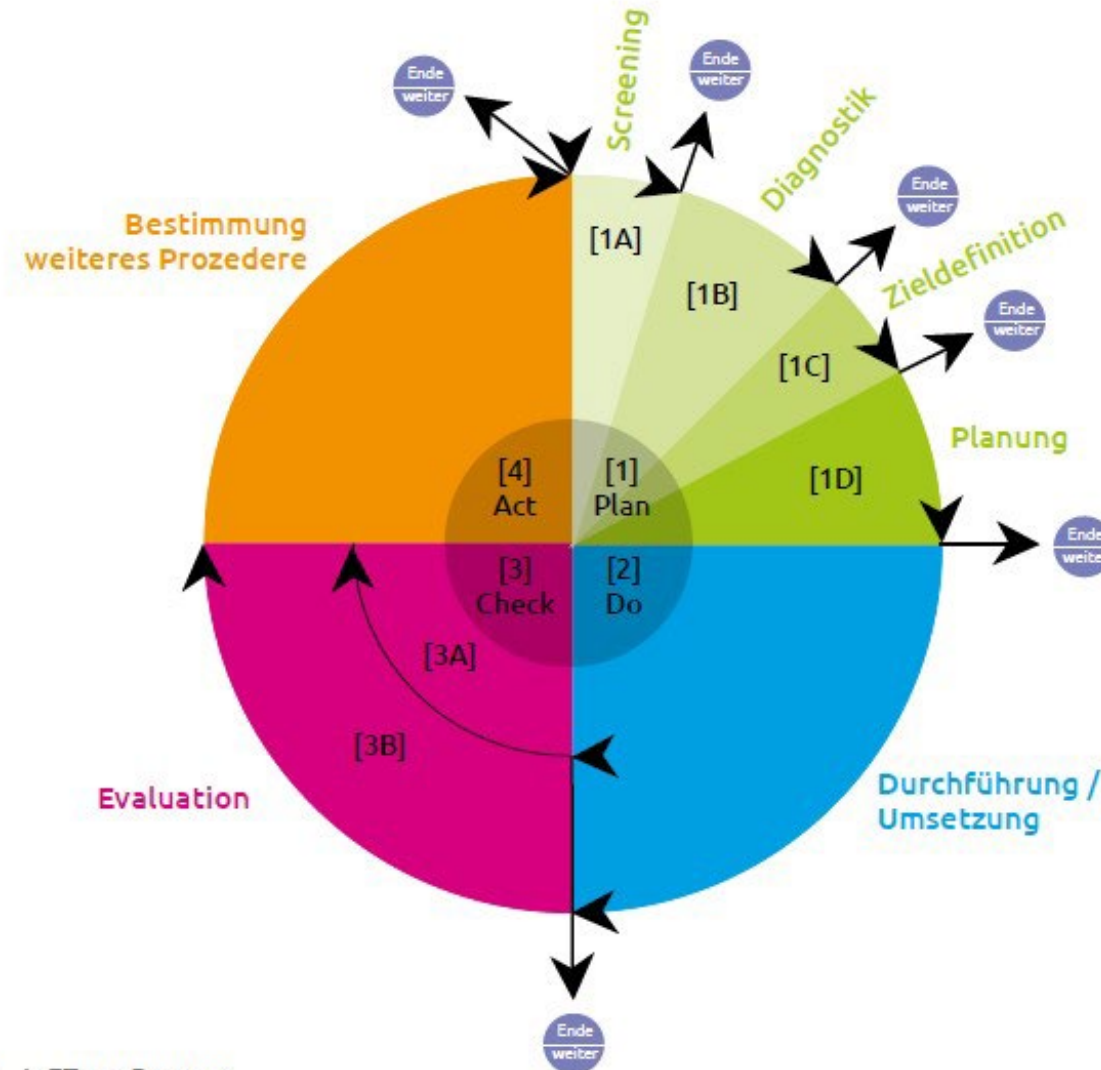 Ende
weiter
Screening
Ende
weiter
Diagnostik
Ende
weiter
Zieldefinition
Ende
weiter
Bestimmung
weiteres Prozedere
[1A]
[1B]
[1C]
Planung
[1D]
[4]
Act
[1]
Plan
Ende
weiter
[3]
Check
[2]
Do
[3A]
[3B]
Evaluation
Durchführung /
Umsetzung
Ende
weiter